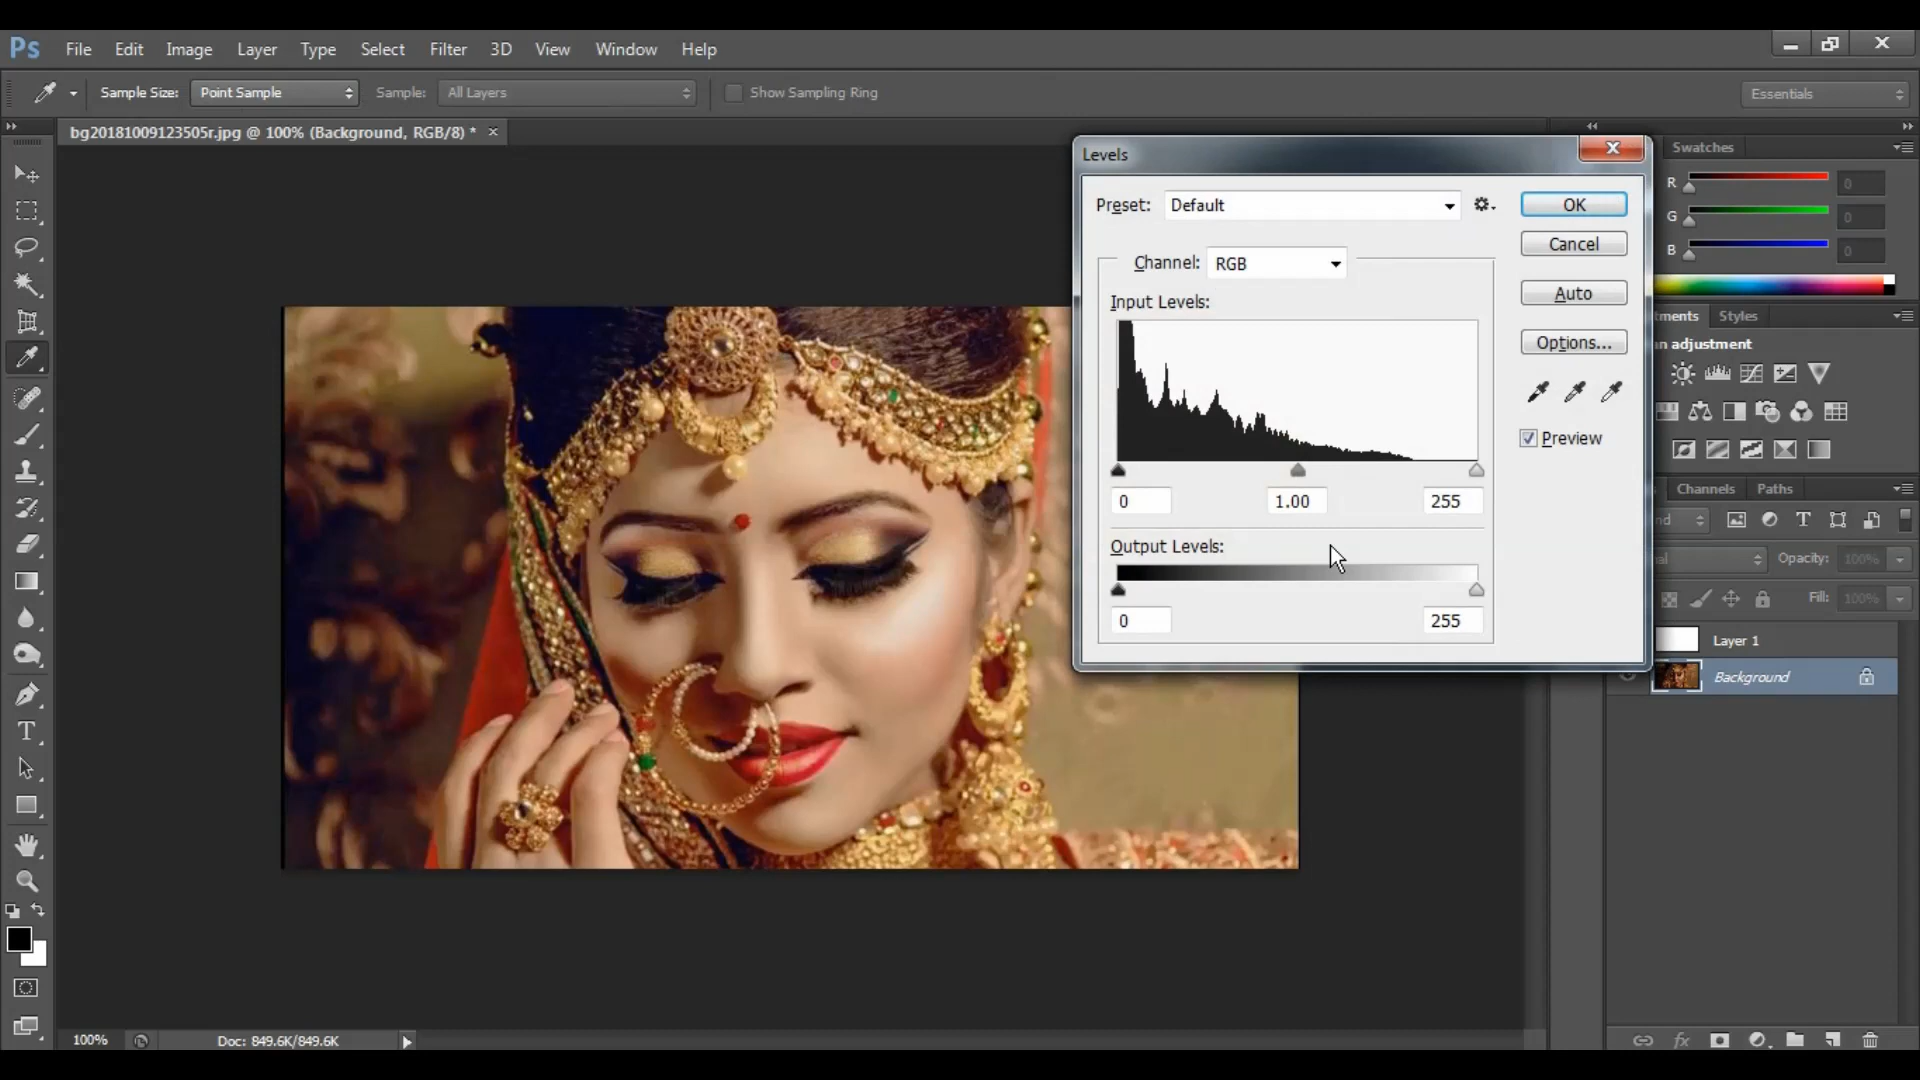 Ps File Edit Image Layer Type Select Filter 3D View Window Help
Sample Size: Point Sample Sample: All Layers Show Sampling Ring Essentials
bg20181009123505r.jpg @ 100% (Background, RGB/8) *
Levels
Preset: Default
OK
Cancel
Channel: RGB
Auto
Input Levels:
Options...
Preview
0 1.00 255
Output Levels:
0 255
Swatches
R 0
G 0
B 0
Styles
adjustment
Channels Paths
Opacity: 100%
Fill: 100%
Layer 1
Background
100% Doc: 849.6K/849.6K